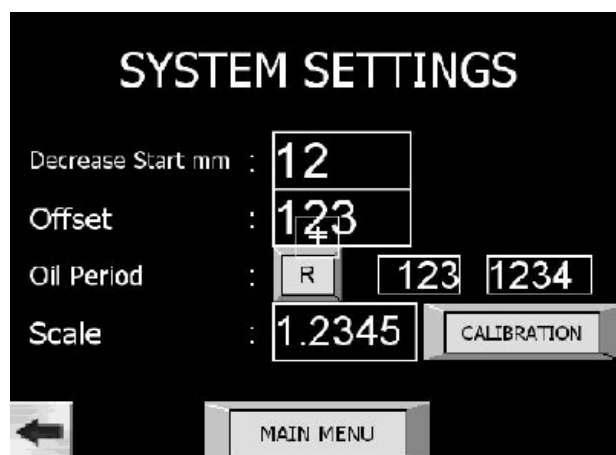 SYSTEM SETTINGS
Decrease Start mm : 12
Offset : 123
Oil Period : R 123 1234
Scale : 1.2345 CALIBRATION
MAIN MENU